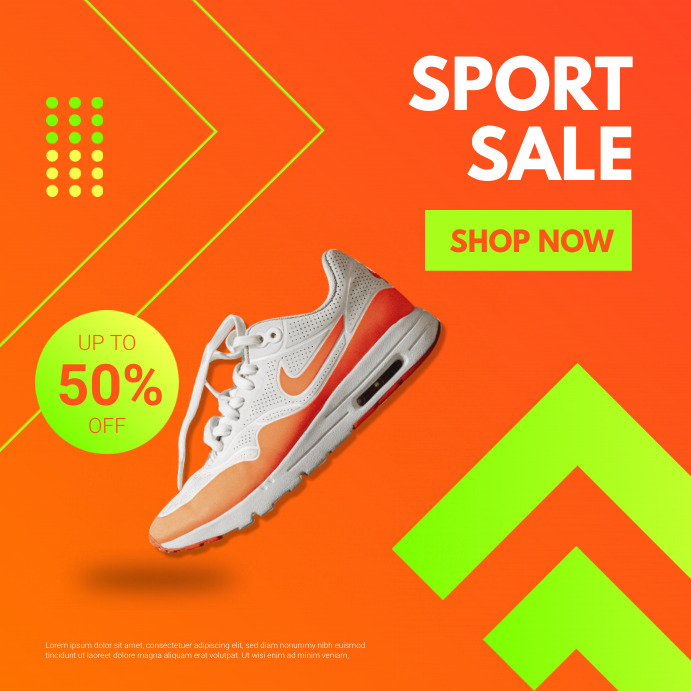 SPORT
SALE
SHOP NOW
UP TO
50%
OFF
Lorem ipsum dolor sit amet, consectetuer adipiscing elit, sed diam nonummy nibh euismod
tincidunt ut laoreet dolore magna aliquam erat volutpat. Ut wisi enim ad minim veniam,